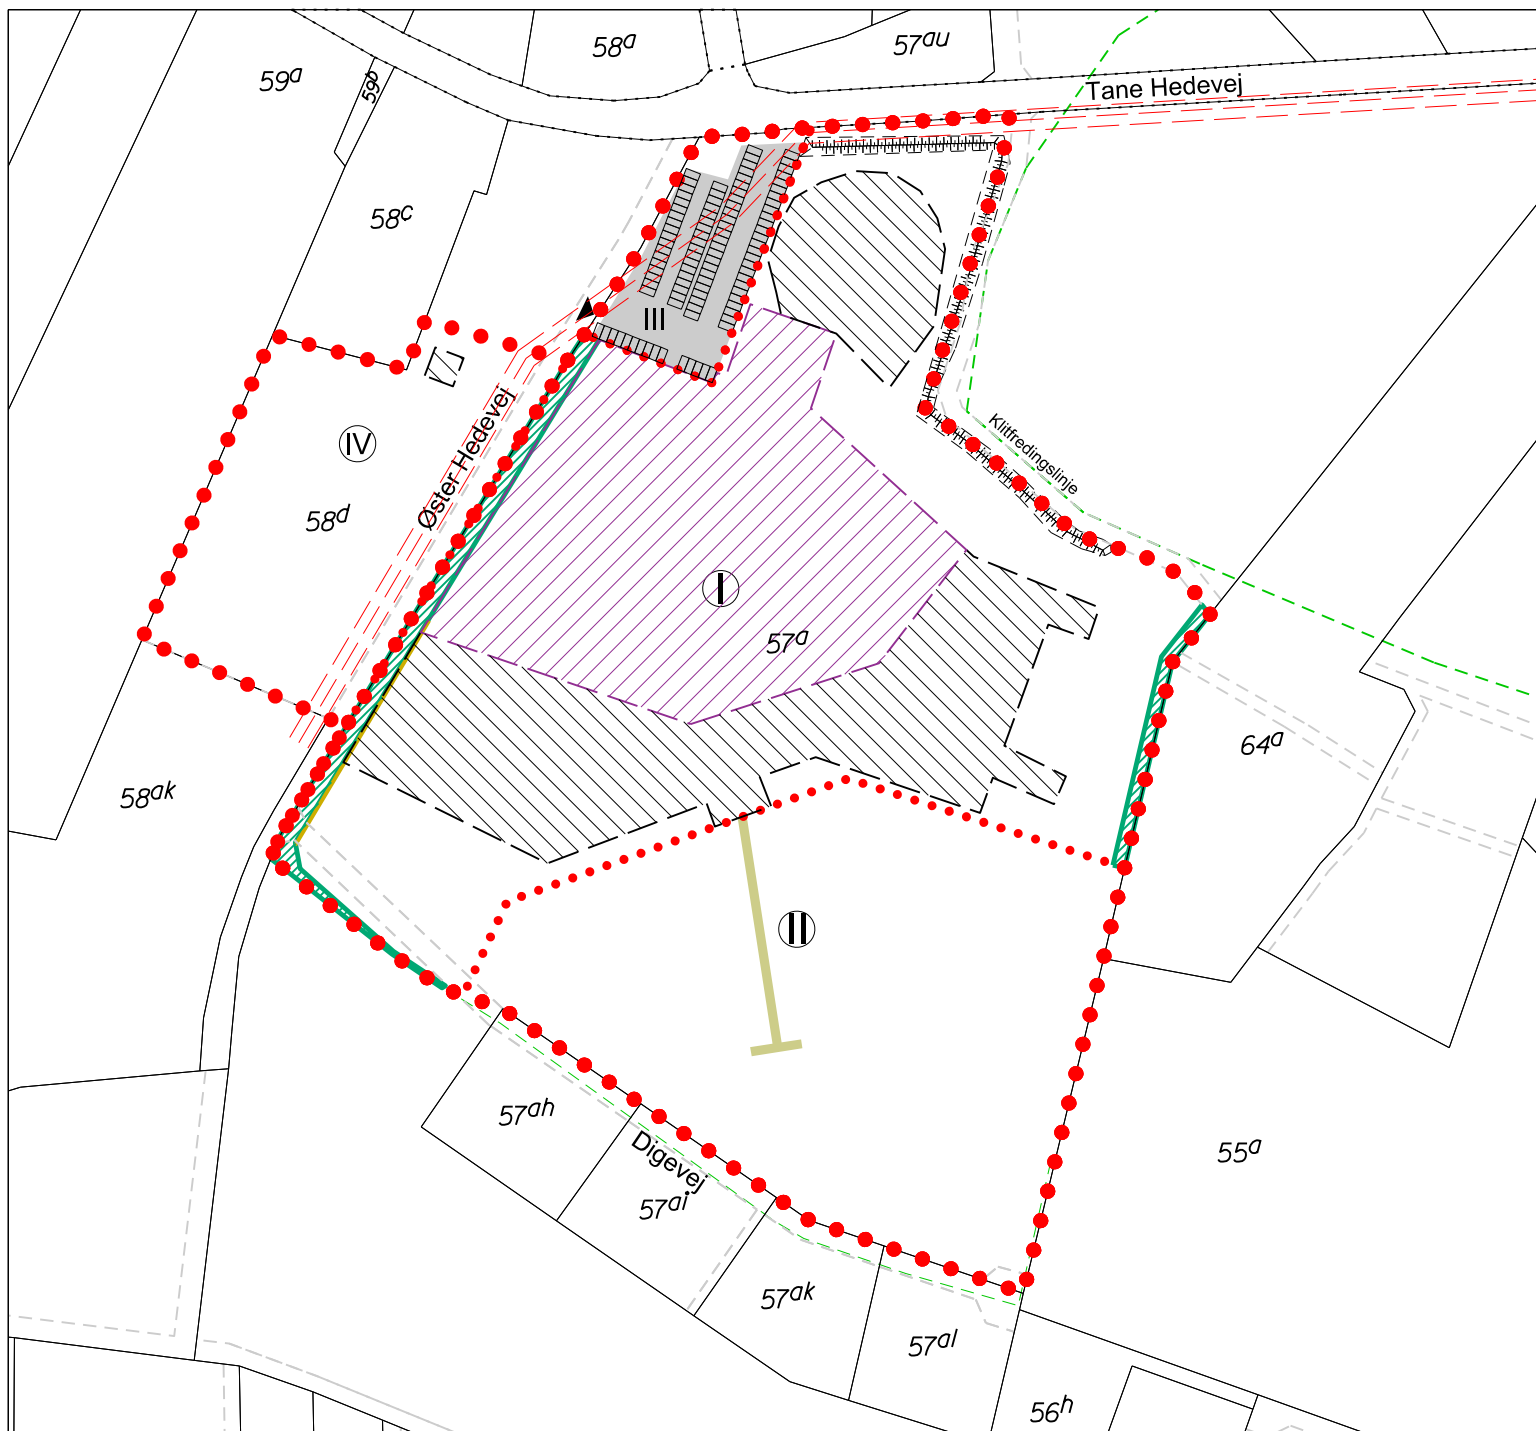 58a
57au
59a
59b
Tane Hedevej
58c
III
IV
Klitfredingslinje
Øster Hedevej
58d
I
57a
64a
58ak
II
57ah
55a
Digevej
57ai
57ak
57al
56h